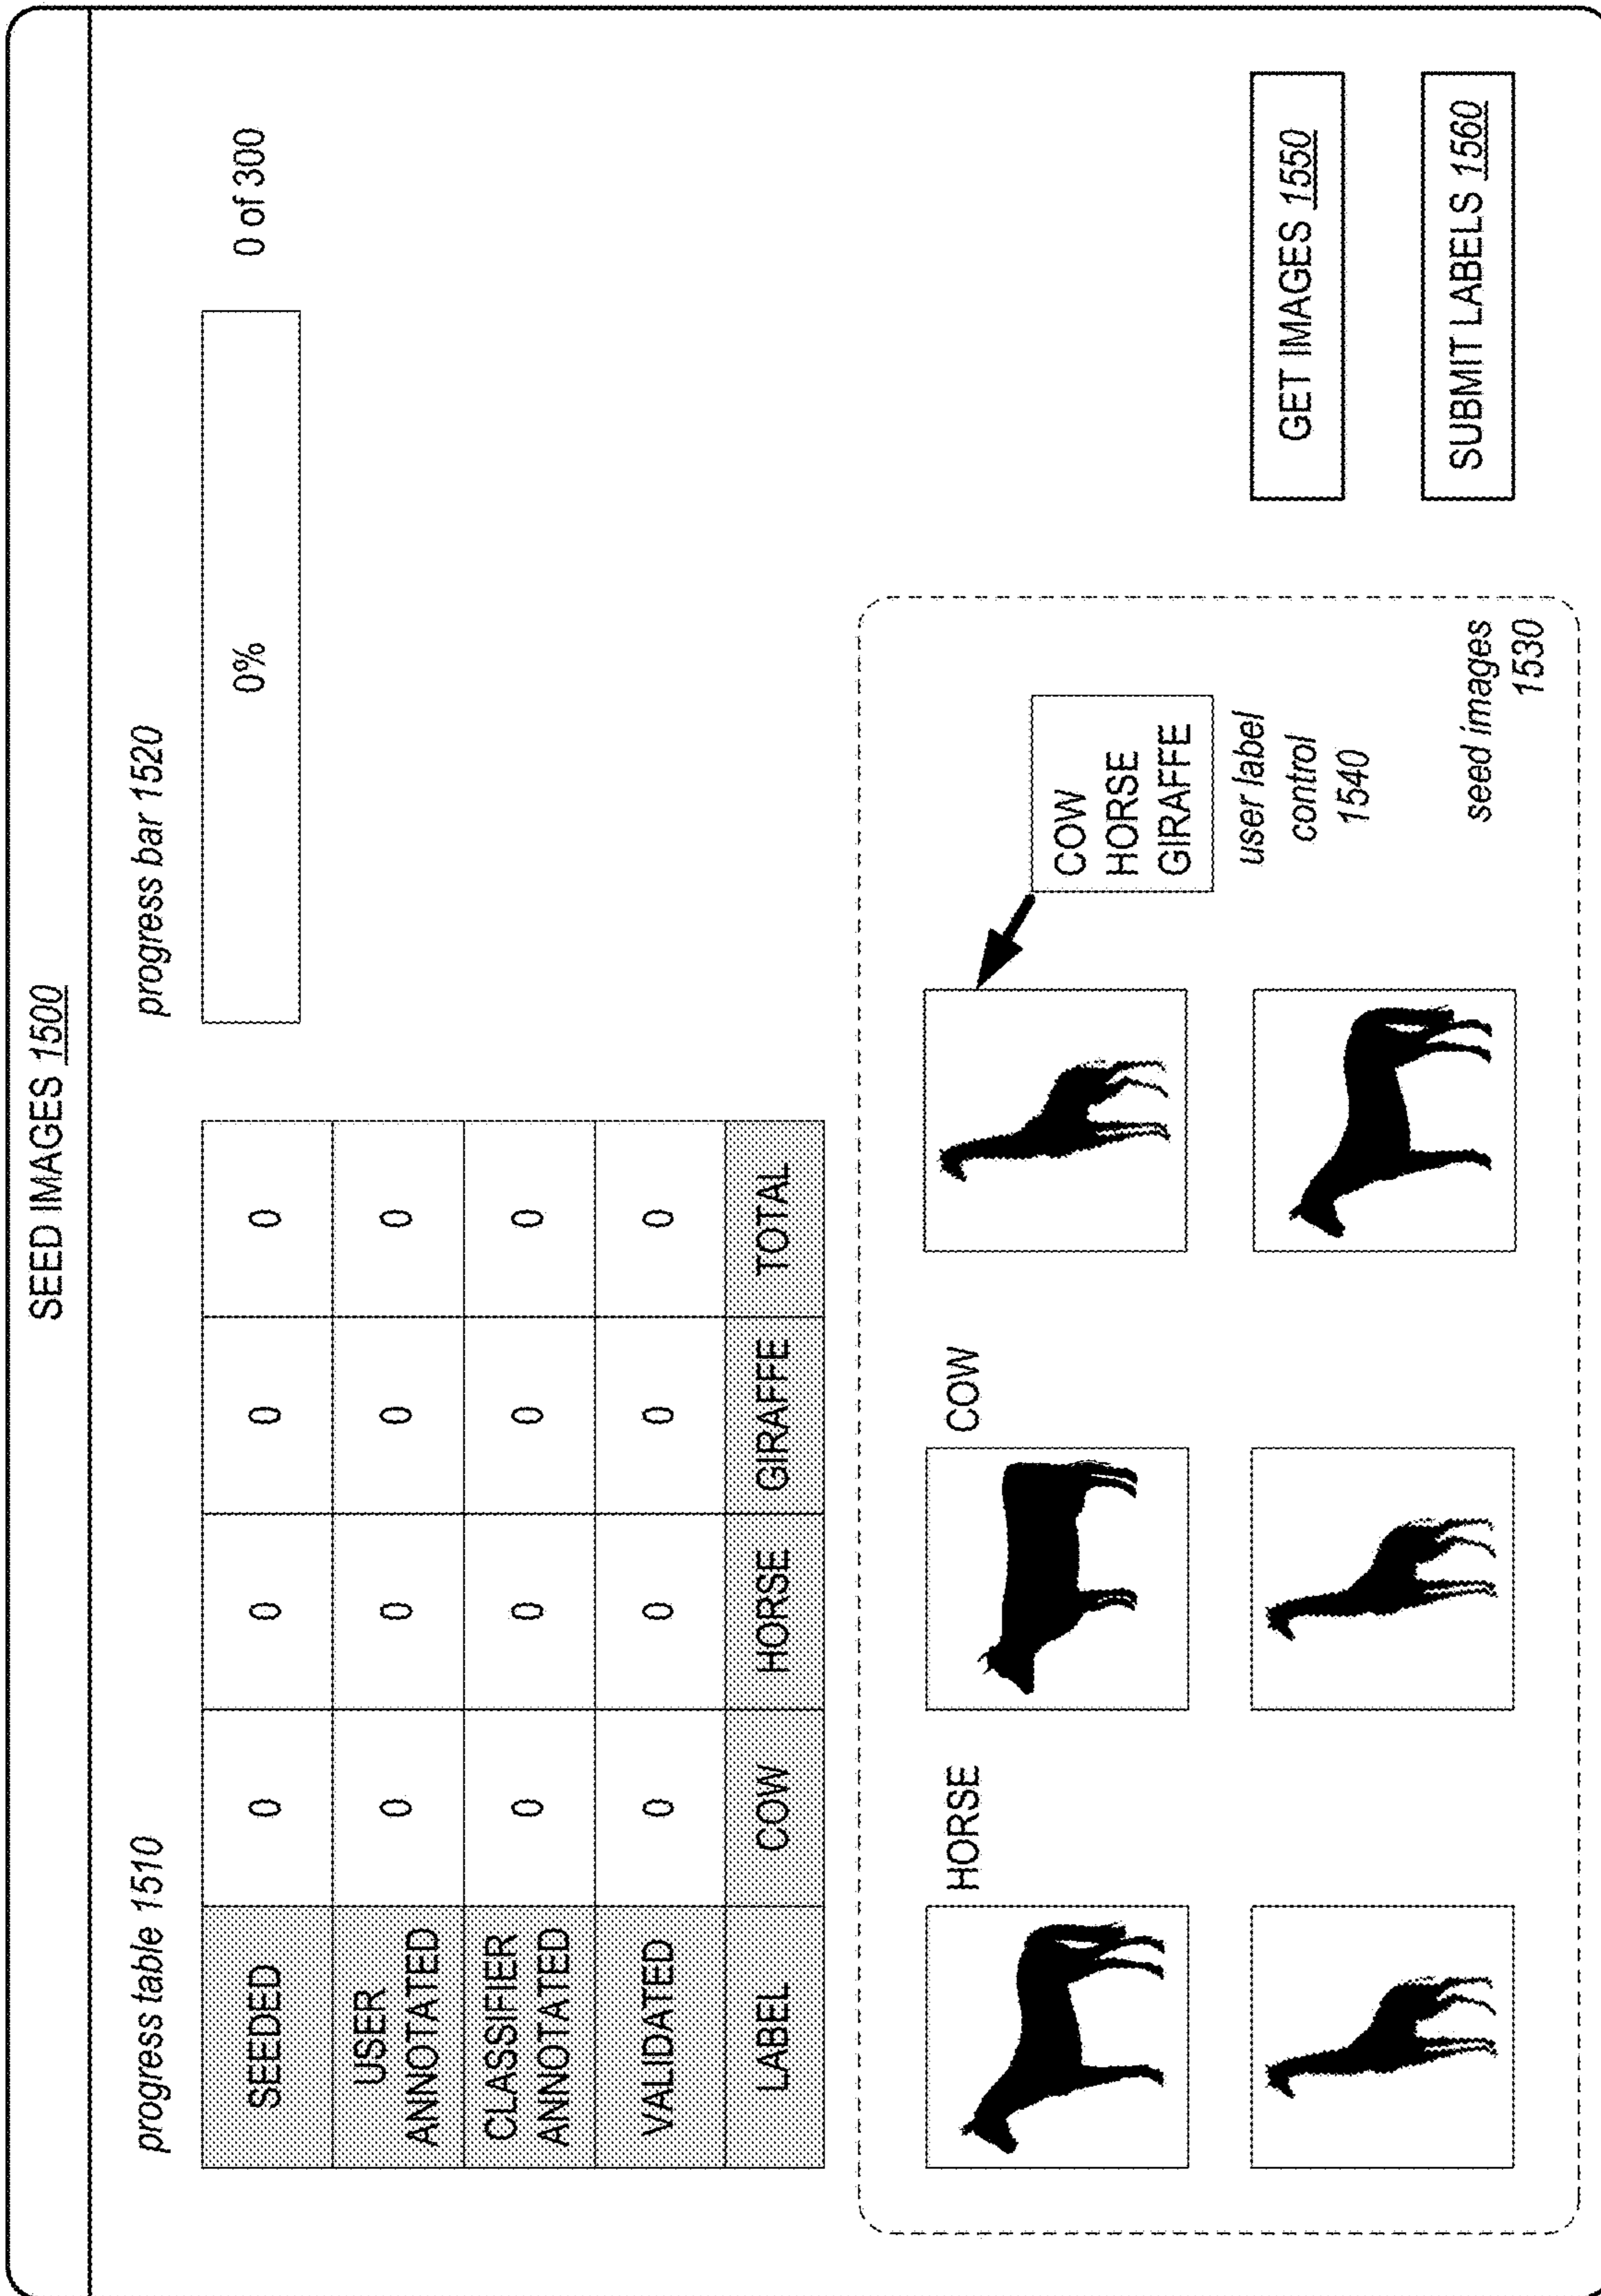 SEED IMAGES 1500
progress table 1510
progress bar 1520
SEEDED 0 0 0 0
0%
0 of 300
USER
ANNOTATED
0 0 0 0
CLASSIFIER
ANNOTATED
0 0 0 0
VALIDATED 0 0 0 0
LABEL COW HORSE GIRAFFE TOTAL
HORSE
COW
COW
HORSE
GIRAFFE
user label
control
1540
seed images
1530
GET IMAGES 1550
SUBMIT LABELS 1560